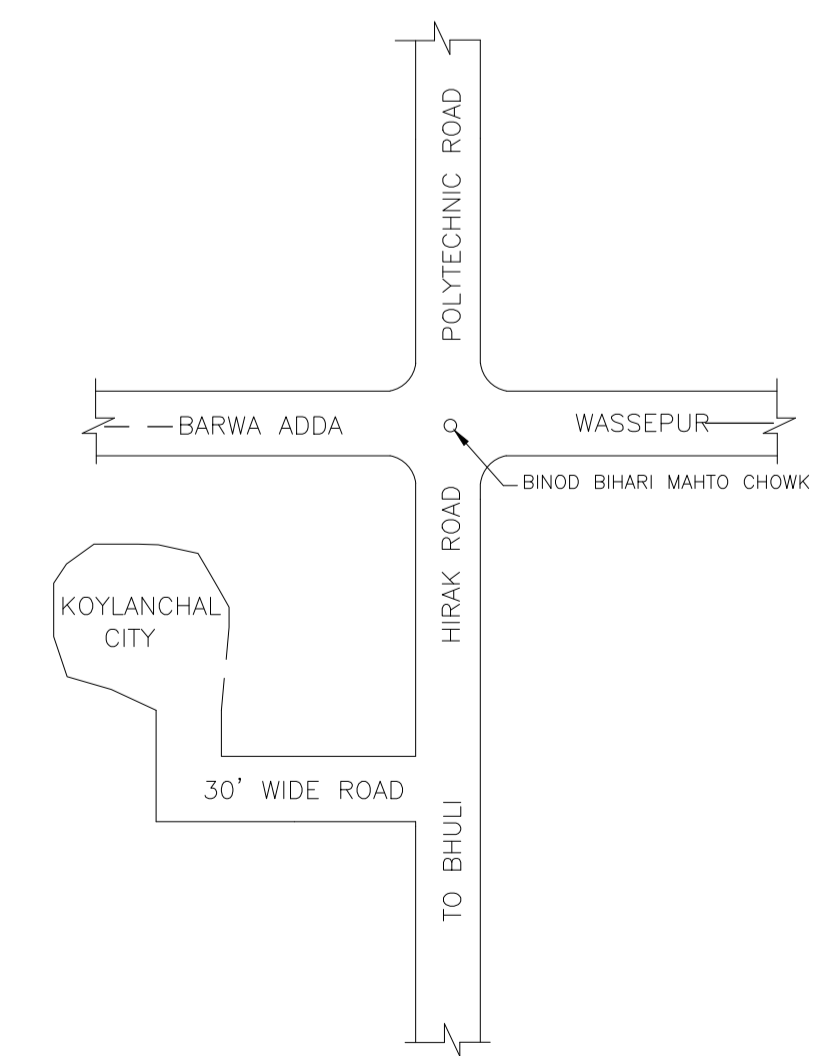 POLYTECHNIC ROAD
BARWA ADDA
WASSEPUR
BINOD BIHARI MAHTO CHOWK
HIRAK ROAD
KOYLANCHAL
CITY
30' WIDE ROAD
TO BHULI